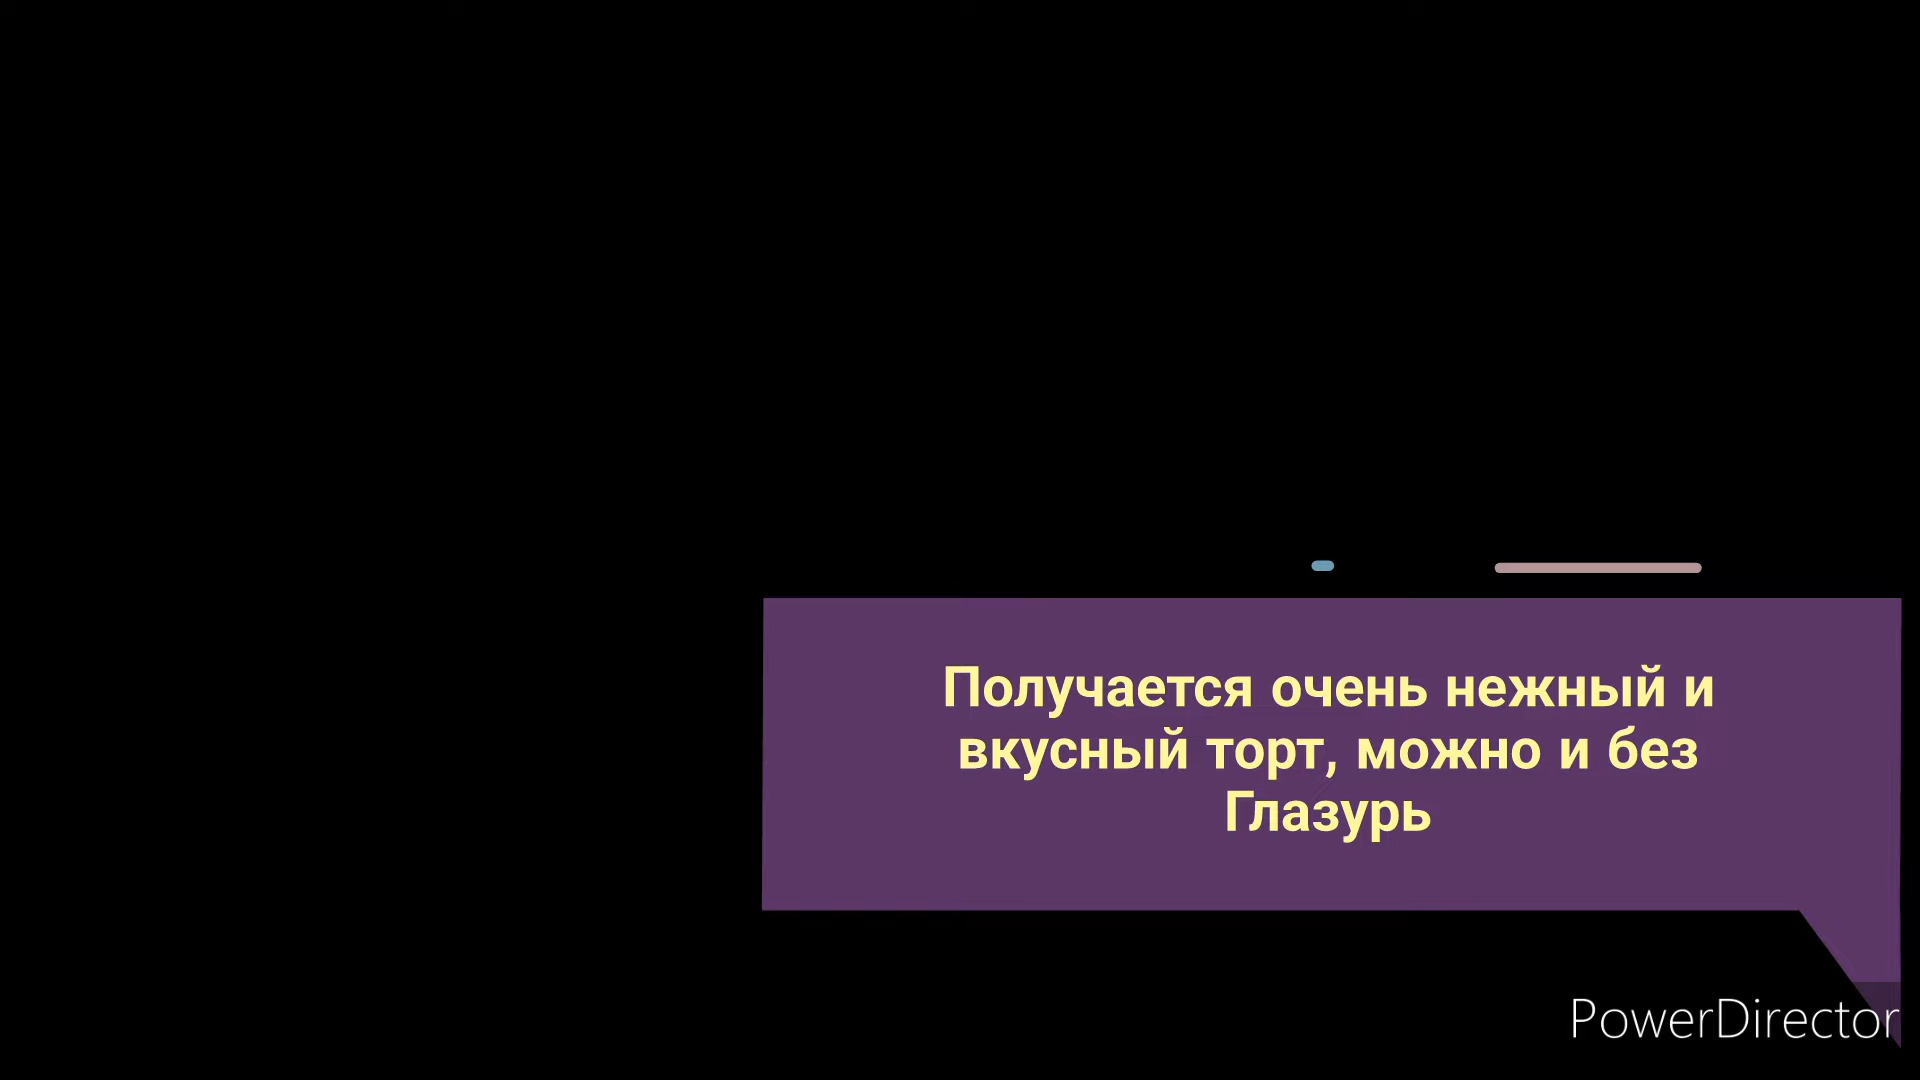 Получается очень нежный и
вкусный торт, можно и без
Глазурь
PowerDirector